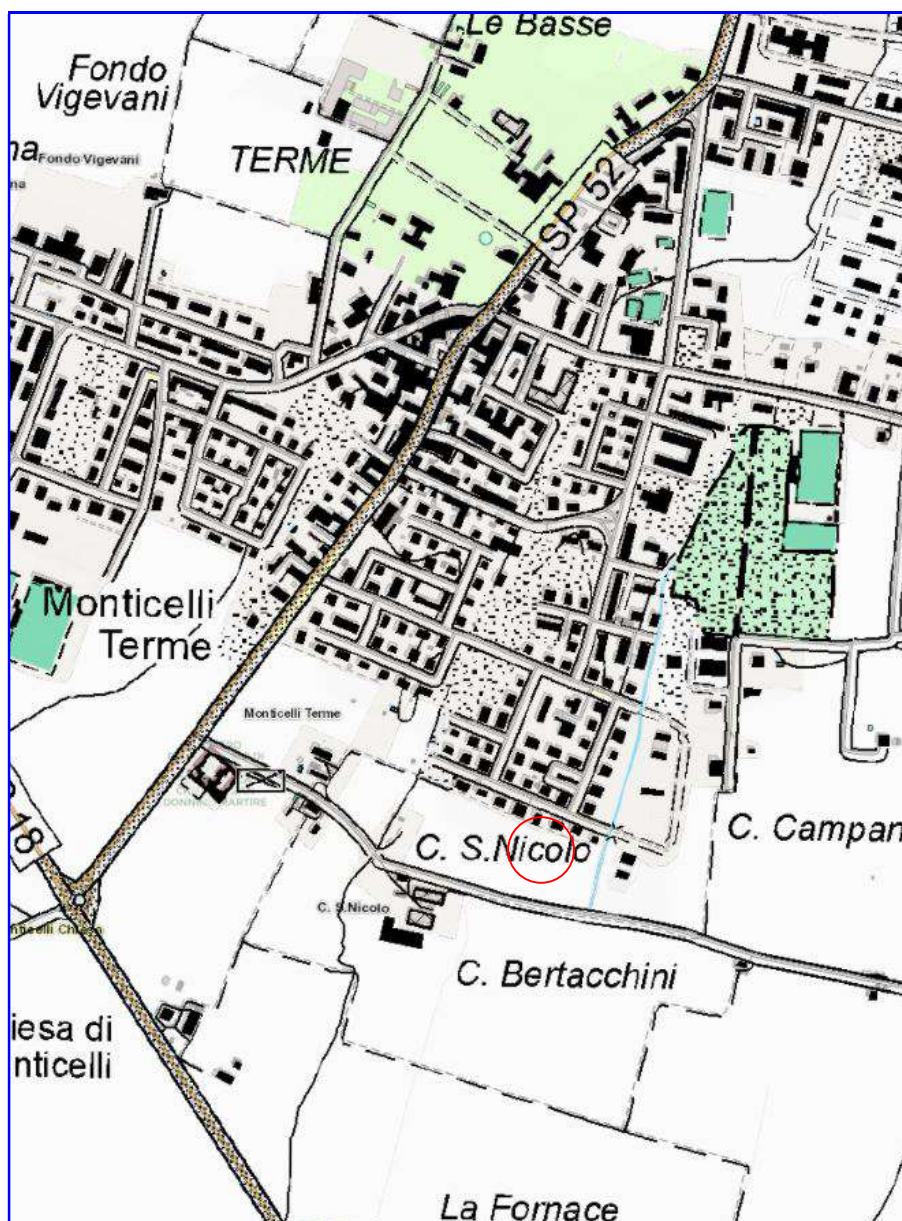 Le Basse
Fondo
Vigevani
Fondo Vigevani
TERME
SP 52
Monticelli
Terme
Monticelli Terme
MARTIRE
18
C. S.Nicolo
C. Campan
C. S.Nicolo
C. Bertacchini
iesa di
nticelli
La Fornace